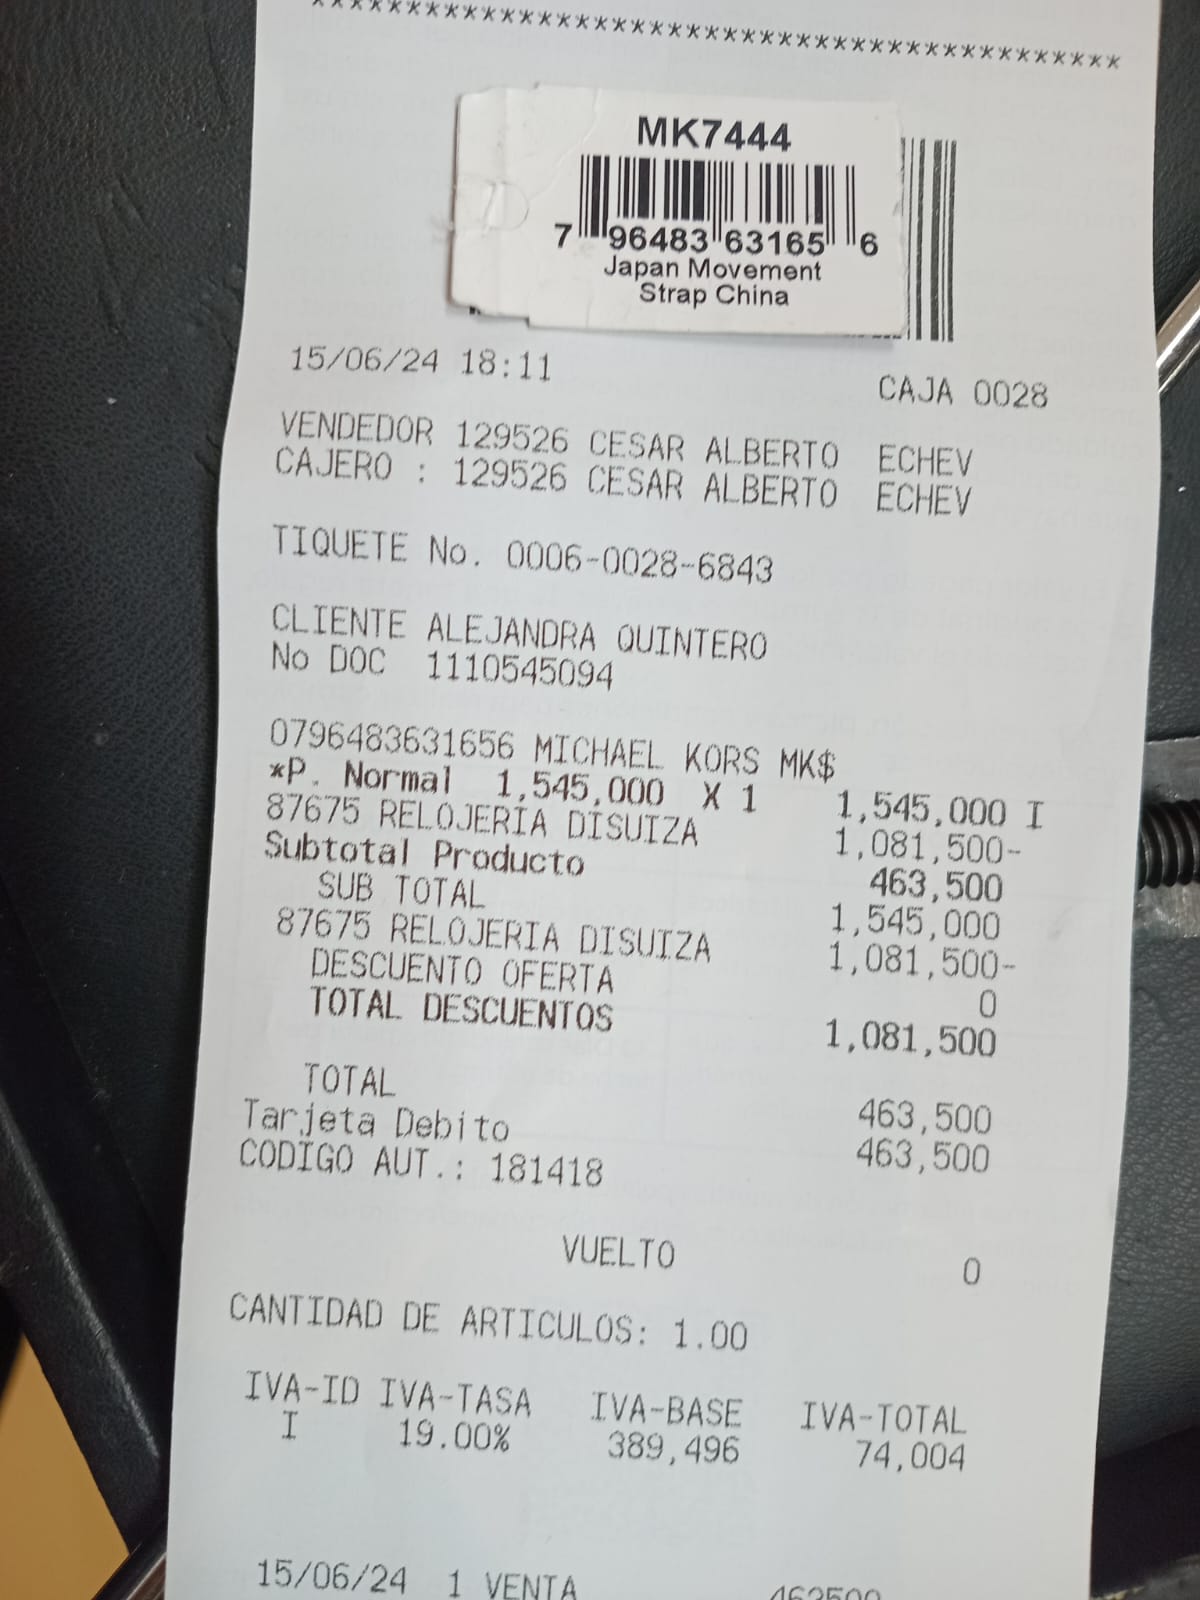 ****************************************
MK7444
7 96483 63165 6
Japan Movement
Strap China
15/06/24 18:11 CAJA 0028
VENDEDOR 129526 CESAR ALBERTO ECHEV
CAJERO : 129526 CESAR ALBERTO ECHEV
TIQUETE No. 0006-0028-6843
CLIENTE ALEJANDRA QUINTERO
No DOC 1110545094
0796483631656 MICHAEL KORS MK$
*P. Normal 1,545,000 X 1 1,545,000 I
87675 RELOJERIA DISUIZA 1,081,500-
Subtotal Producto 463,500
SUB TOTAL 1,545,000
87675 RELOJERIA DISUIZA 1,081,500-
DESCUENTO OFERTA 0
TOTAL DESCUENTOS 1,081,500
TOTAL 463,500
Tarjeta Debito 463,500
CODIGO AUT.: 181418
VUELTO 0
CANTIDAD DE ARTICULOS: 1.00
IVA-ID IVA-TASA IVA-BASE IVA-TOTAL
I 19.00% 389,496 74,004
15/06/24 1 VENTA 463500